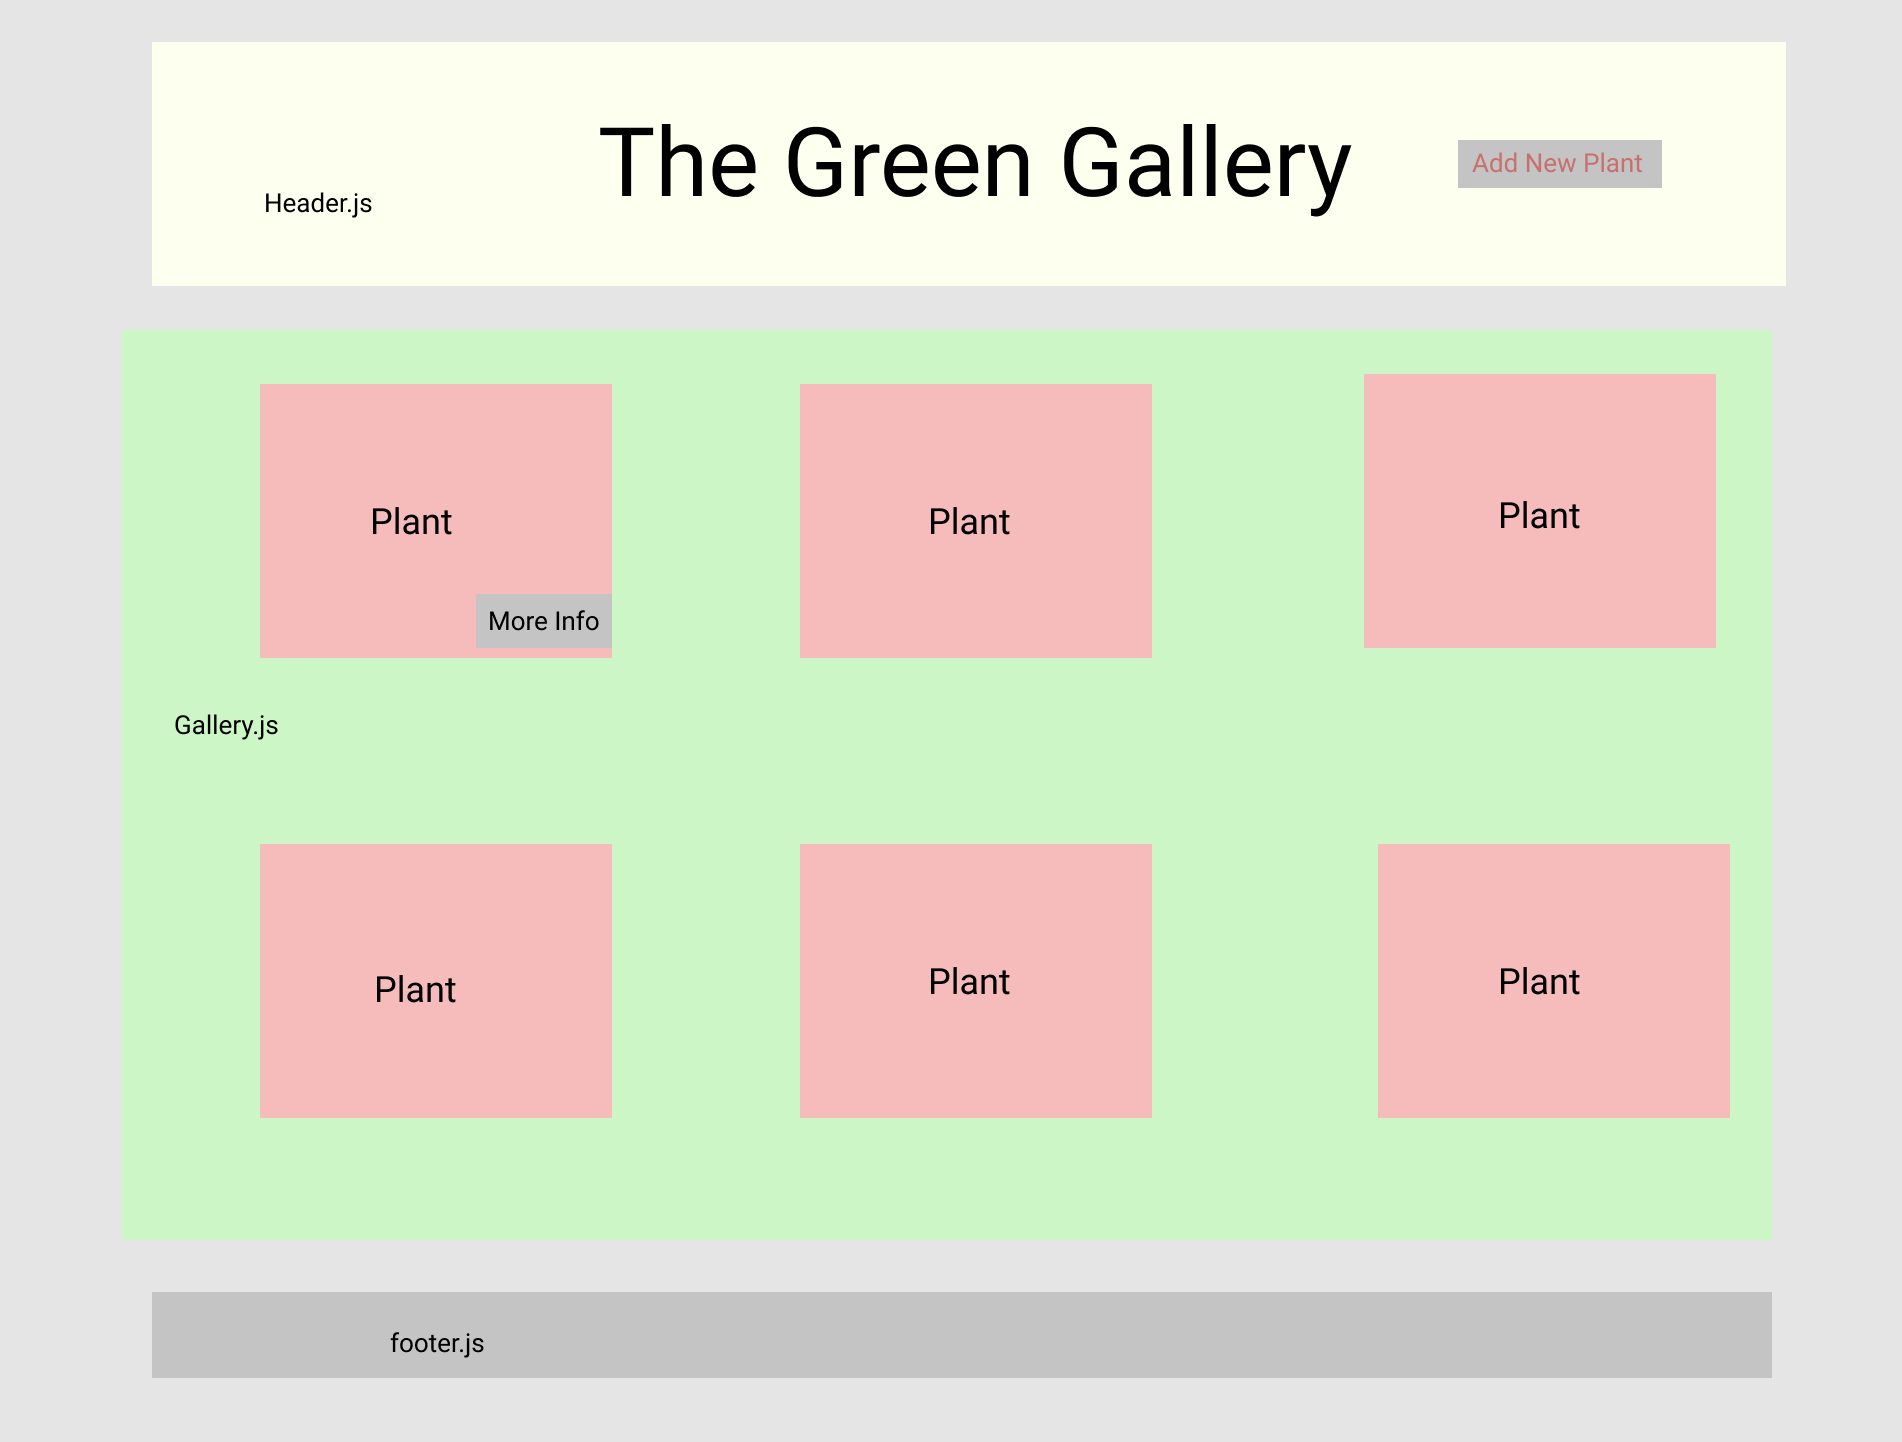 The Green Gallery
Add New Plant
Header.js
Plant
Plant
Plant
More Info
Gallery.js
Plant
Plant
Plant
footer.js